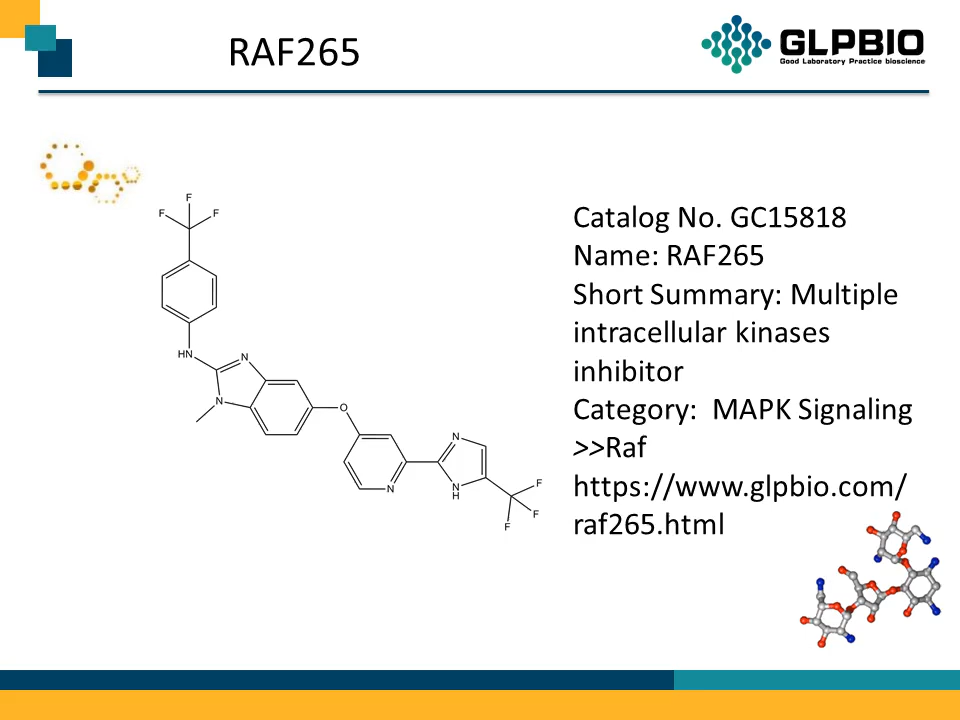 RAF265
GLPBIO
Good Laboratory Practice bioscience
F
F F
Catalog No. GC15818
Name: RAF265
Short Summary: Multiple
intracellular kinases
inhibitor
Category:  MAPK Signaling
>>Raf
https://www.glpbio.com/
raf265.html
HN N
N
O
N
N
N
H
F
F
F